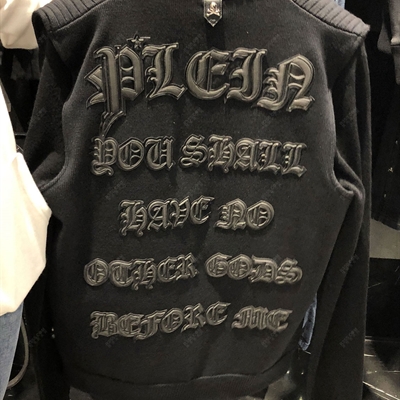 PLEIN
YOU SHALL
HAVE NO
OTHER GODS
BEFORE ME